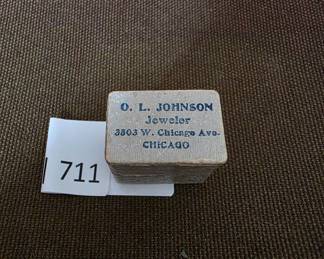 O. L. JOHNSON
Jeweler
3803 W. Chicago Ave.
CHICAGO
711